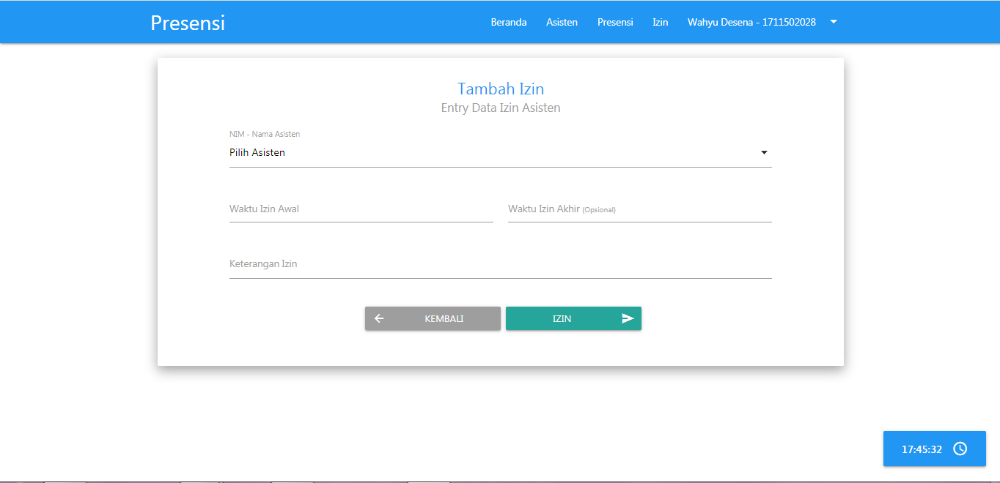 Presensi
Beranda Asisten Presensi Izin Wahyu Desena - 1711502028
Tambah Izin
Entry Data Izin Asisten
NIM - Nama Asisten
Pilih Asisten
Waktu Izin Awal Waktu Izin Akhir (Opsional)
Keterangan Izin
KEMBALI IZIN
17:45:32